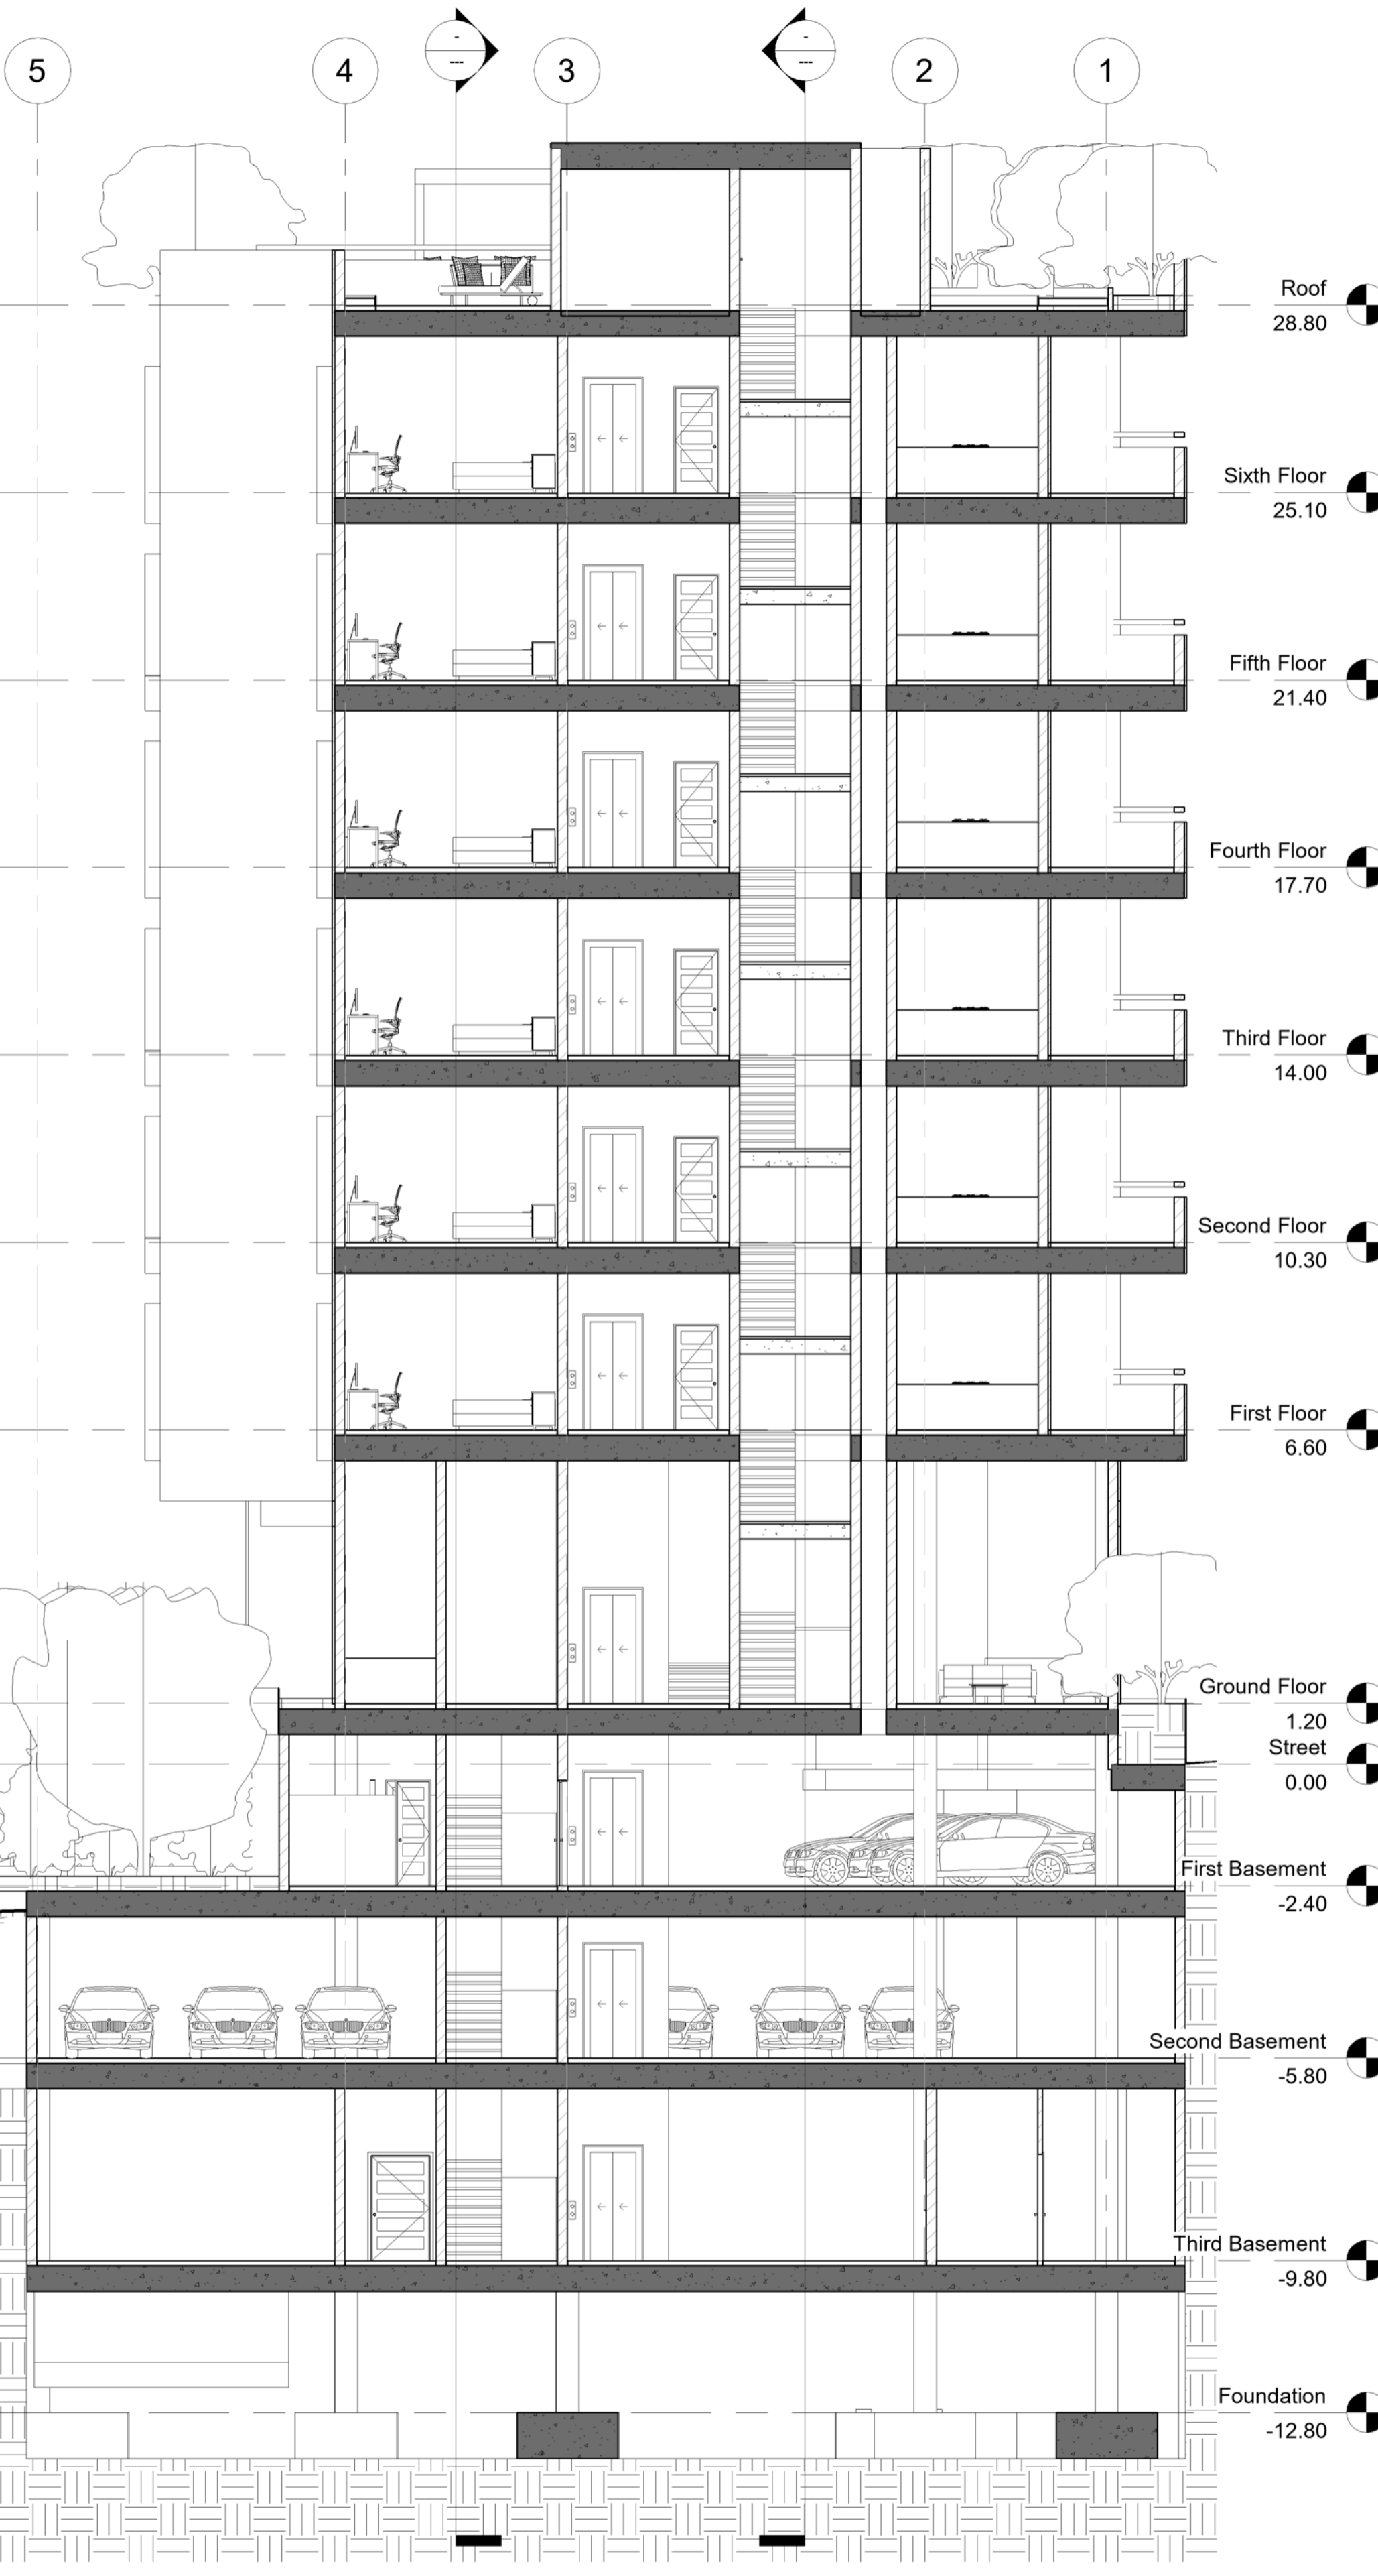 5
4
-
---
3
-
---
2
1
Roof
28.80
Sixth Floor
25.10
Fifth Floor
21.40
Fourth Floor
17.70
Third Floor
14.00
Second Floor
10.30
First Floor
6.60
Ground Floor
1.20
Street
0.00
First Basement
-2.40
Second Basement
-5.80
Third Basement
-9.80
Foundation
-12.80